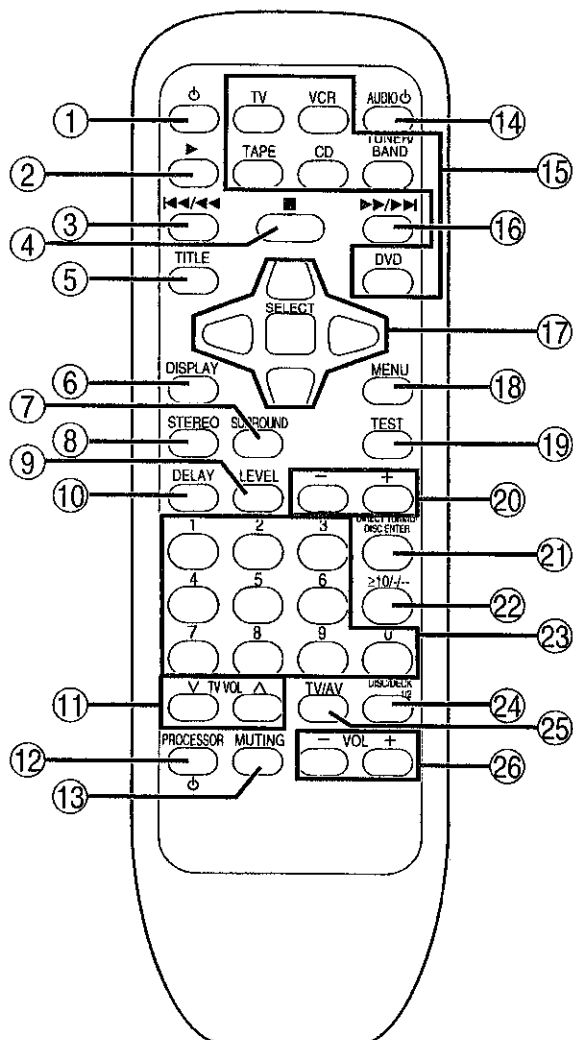 TV VCR AUDIO ⏻
① ⑭
TAPE CD TUNER/
BAND
② ⑮
③ ⑯
④
TITLE DVD
⑤
SELECT
⑰
DISPLAY MENU
⑥ ⑱
⑦
STEREO SURROUND TEST
⑧ ⑲
⑨
DELAY LEVEL − +
⑩ ⑳
DIRECT TUNING/
DISC ENTER
1 2 3
㉑
4 5 6 ≥10/-/--
㉒
㉓
7 8 9 0
TV VOL TV/AV DISC/DECK
1/2
⑪ ㉔
㉕
PROCESSOR MUTING − VOL +
⑫ ㉖
⑬